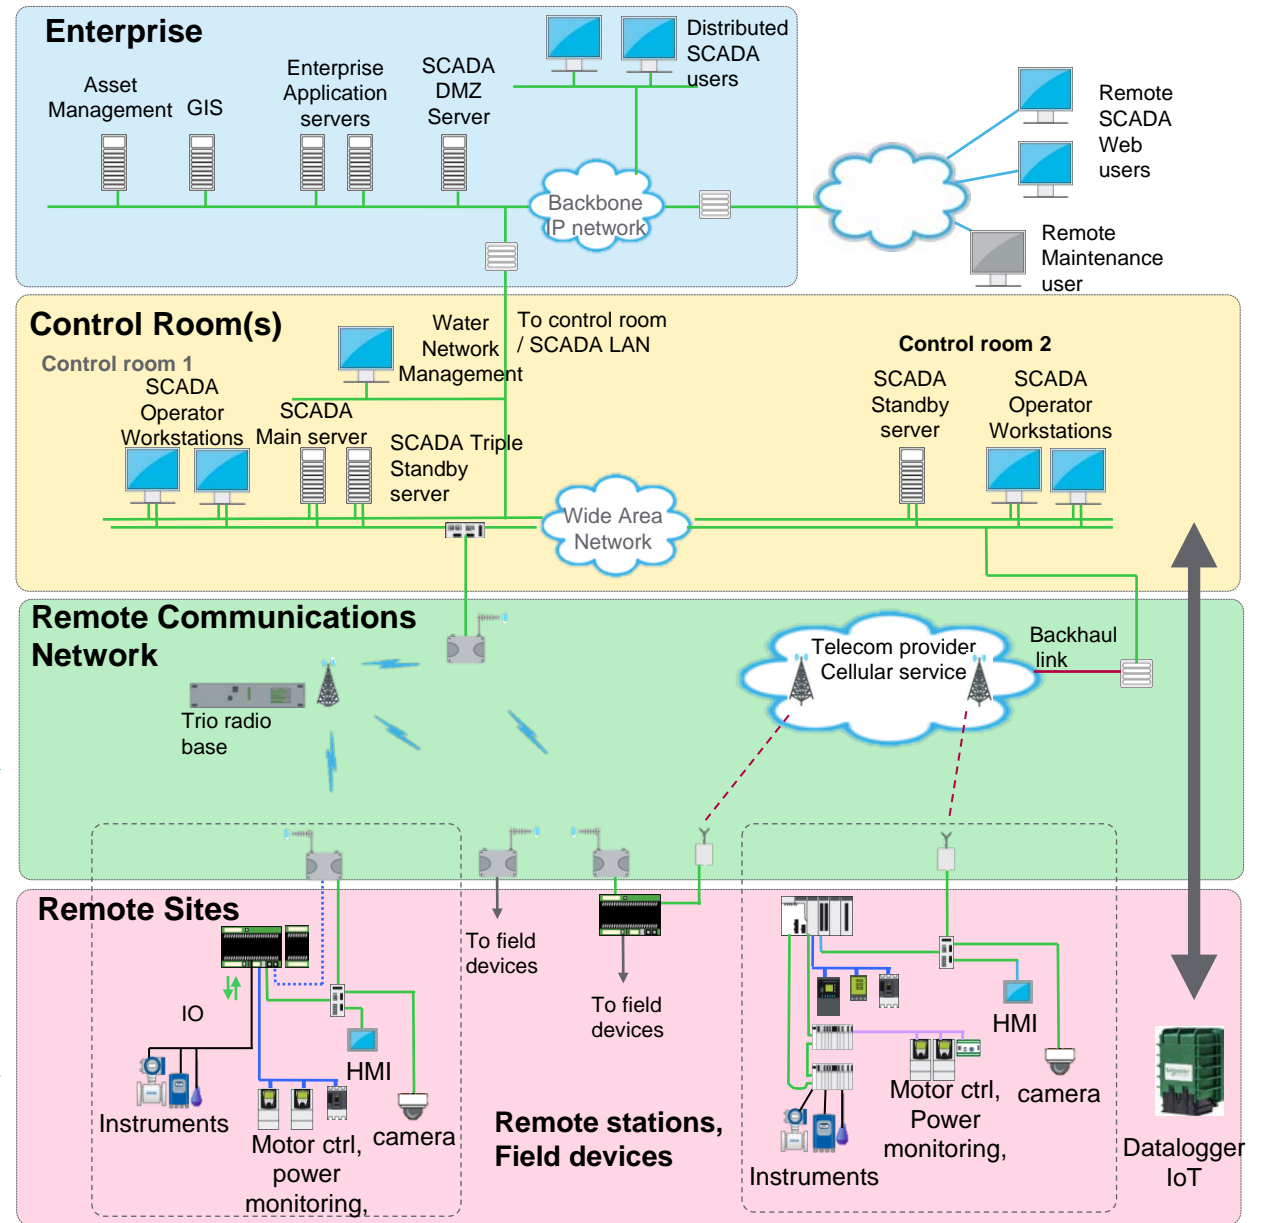 Enterprise
Asset
Management
GIS
Enterprise
Application
servers
SCADA
DMZ
Server
Distributed
SCADA
users
Backbone
IP network
Remote
SCADA
Web
users
Remote
Maintenance
user
Control Room(s)
Control room 1
Water
Network
Management
To control room
/ SCADA LAN
Control room 2
SCADA
Operator
Workstations
SCADA
Main server
SCADA Triple
Standby
server
Wide Area
Network
SCADA
Standby
server
SCADA
Operator
Workstations
Remote Communications
Network
Trio radio
base
Telecom provider
Cellular service
Backhaul
link
Remote Sites
IO
Instruments
HMI
Motor ctrl,
power
monitoring,
camera
To field
devices
To field
devices
Remote stations,
Field devices
Instruments
Motor ctrl,
Power
monitoring,
HMI
camera
Schneider
Datalogger
IoT